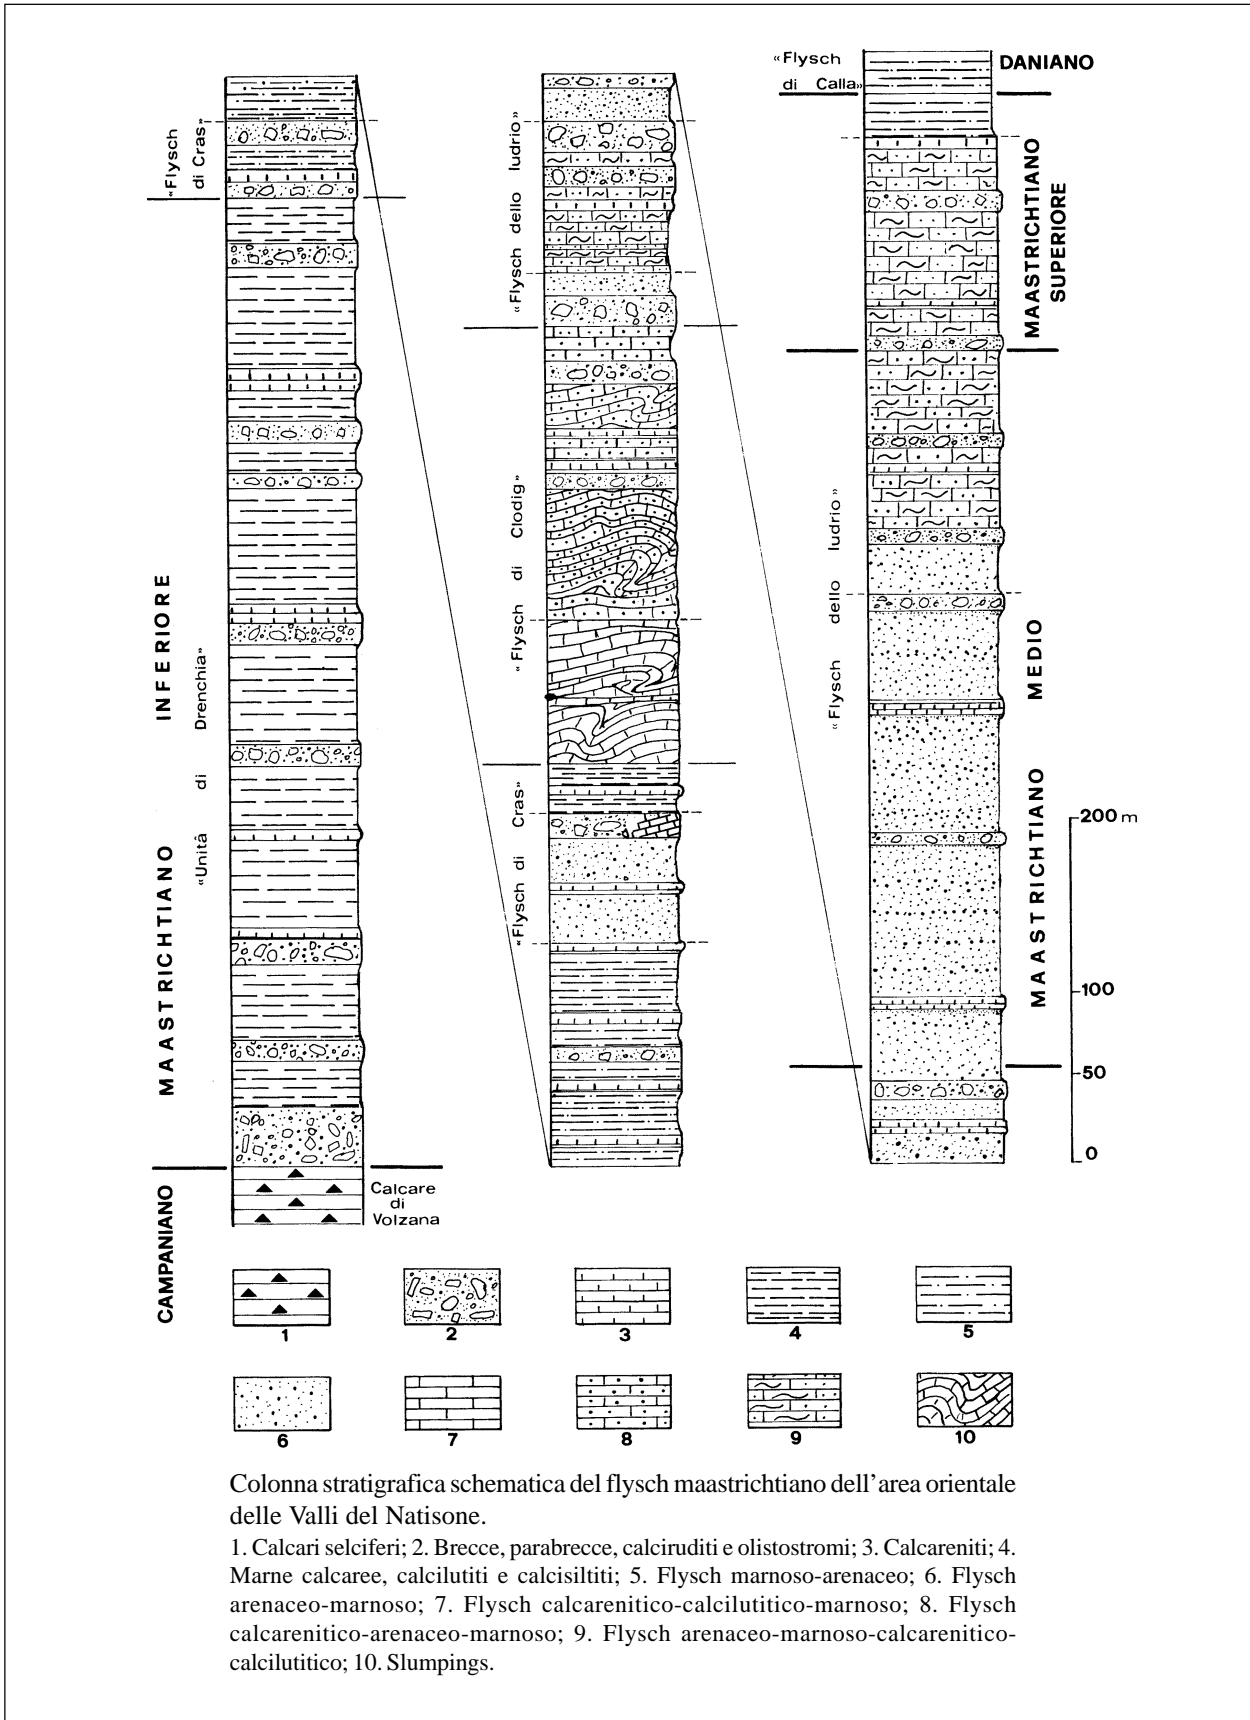 «Flysch
di Calla»
DANIANO
«Flysch
di Cras»
«Flysch dello Iudrio»
MAASTRICHTIANO
SUPERIORE
«Unità di Drenchia»
MAASTRICHTIANO INFERIORE
«Flysch di Clodig»
«Flysch di Cras»
«Flysch dello Iudrio»
MAASTRICHTIANO MEDIO
200 m
100
50
0
CAMPANIANO
Calcare
di
Volzana
1
2
3
4
5
6
7
8
9
10
Colonna stratigrafica schematica del flysch maastrichtiano dell'area orientale
delle Valli del Natisone.
1. Calcari selciferi; 2. Brecce, parabrecce, calciruditi e olistostromi; 3. Calcareniti; 4.
Marne calcaree, calcilutiti e calcisiltiti; 5. Flysch marnoso-arenaceo; 6. Flysch
arenaceo-marnoso; 7. Flysch calcarenitico-calcilutitico-marnoso; 8. Flysch
calcarenitico-arenaceo-marnoso; 9. Flysch arenaceo-marnoso-calcarenitico-
calcilutitico; 10. Slumpings.